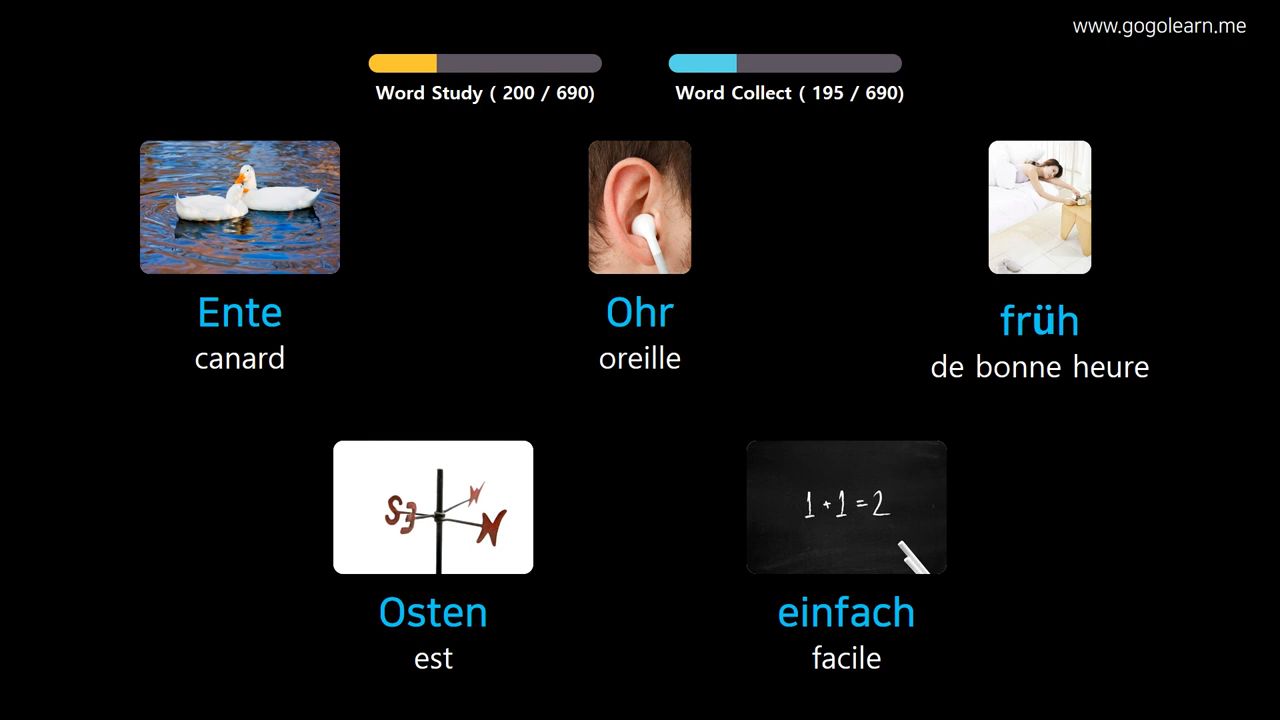 www.gogolearn.me
Word Study ( 200 / 690)
Word Collect ( 195 / 690)
Ente
canard
Ohr
oreille
früh
de bonne heure
S
1 + 1 = 2
Osten
est
einfach
facile